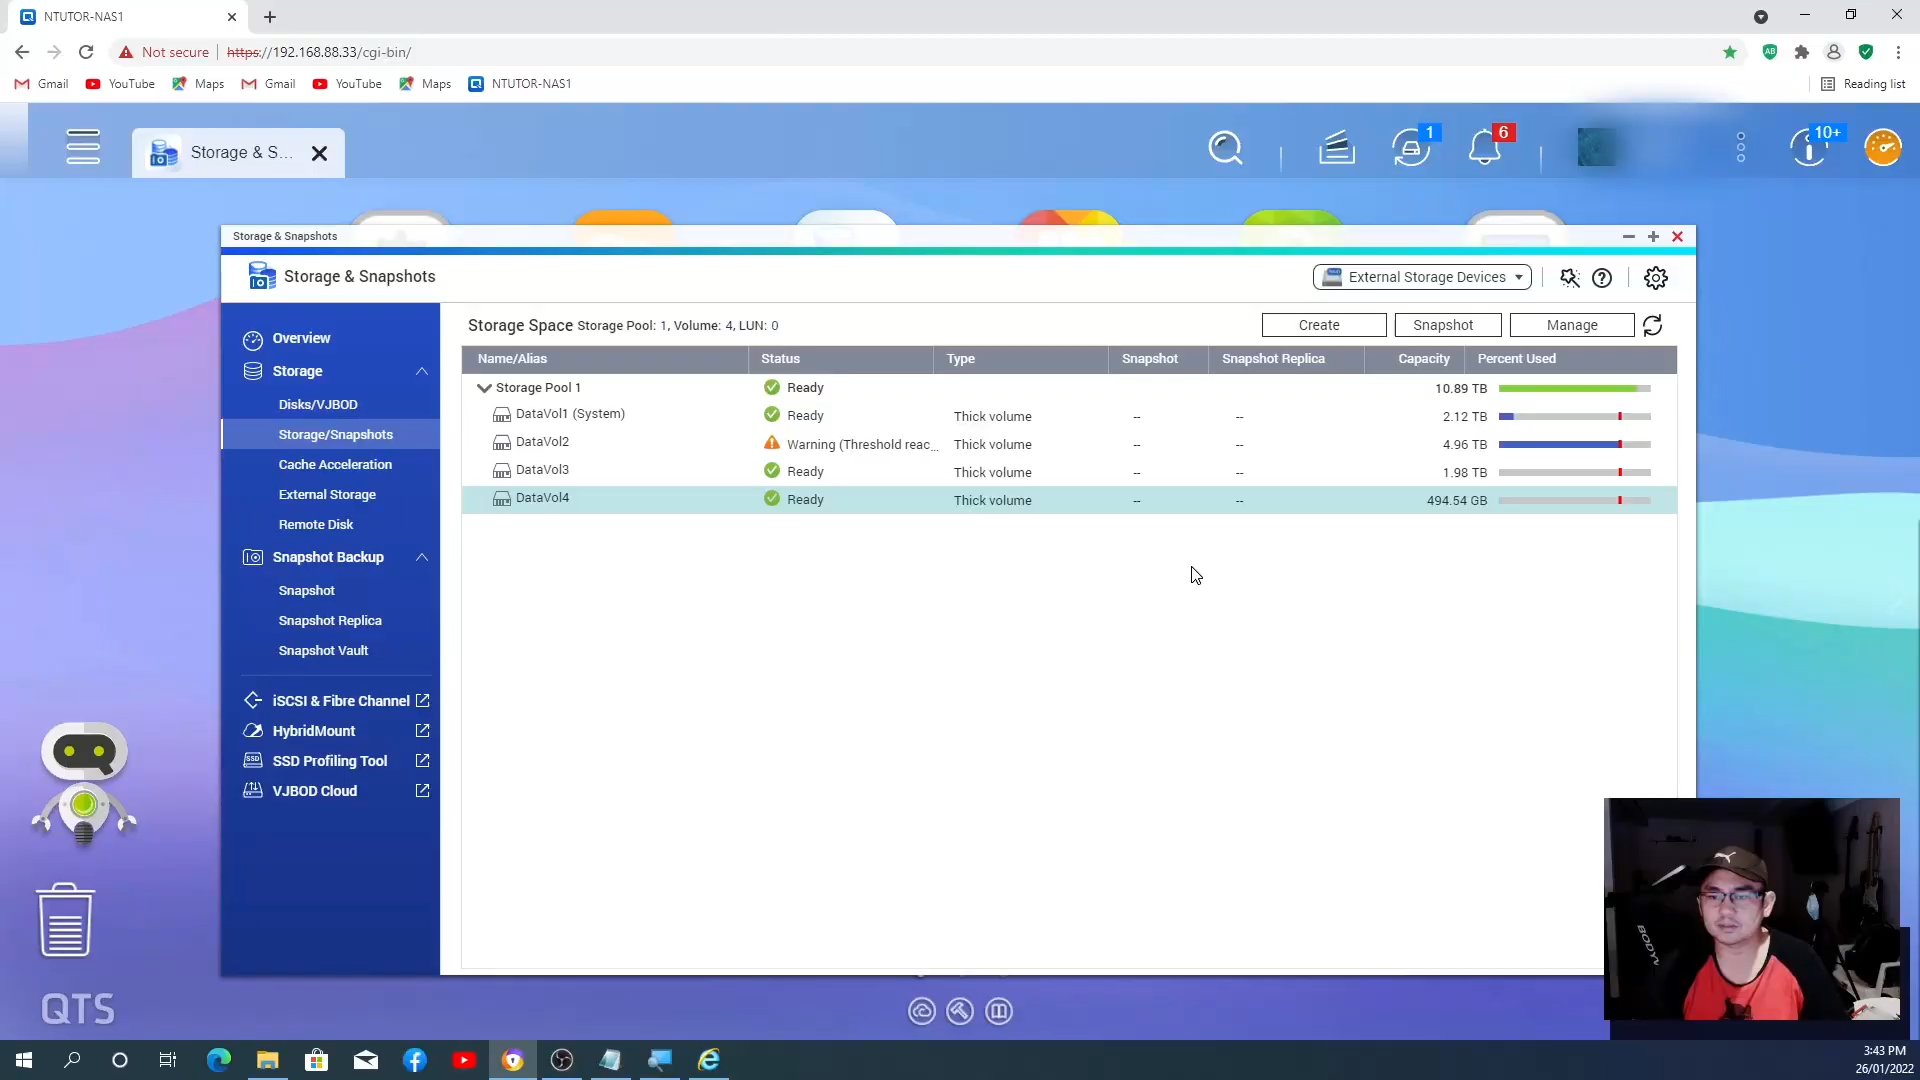 NTUTOR-NAS1
Not secure https://192.168.88.33/cgi-bin/
Gmail YouTube Maps Gmail YouTube Maps NTUTOR-NAS1 Reading list
Storage & S... 1 6 10+
Storage & Snapshots
Storage & Snapshots External Storage Devices
Overview
Storage
Disks/VJBOD
Storage/Snapshots
Cache Acceleration
External Storage
Remote Disk
Snapshot Backup
Snapshot
Snapshot Replica
Snapshot Vault
iSCSI & Fibre Channel
HybridMount
SSD Profiling Tool
VJBOD Cloud
Storage Space Storage Pool: 1, Volume: 4, LUN: 0 Create Snapshot Manage
Name/Alias Status Type Snapshot Snapshot Replica Capacity Percent Used
Storage Pool 1 Ready 10.89 TB
DataVol1 (System) Ready Thick volume -- -- 2.12 TB
DataVol2 Warning (Threshold reac... Thick volume -- -- 4.96 TB
DataVol3 Ready Thick volume -- -- 1.98 TB
DataVol4 Ready Thick volume -- -- 494.54 GB
BODYV
QTS
3:43 PM
26/01/2022